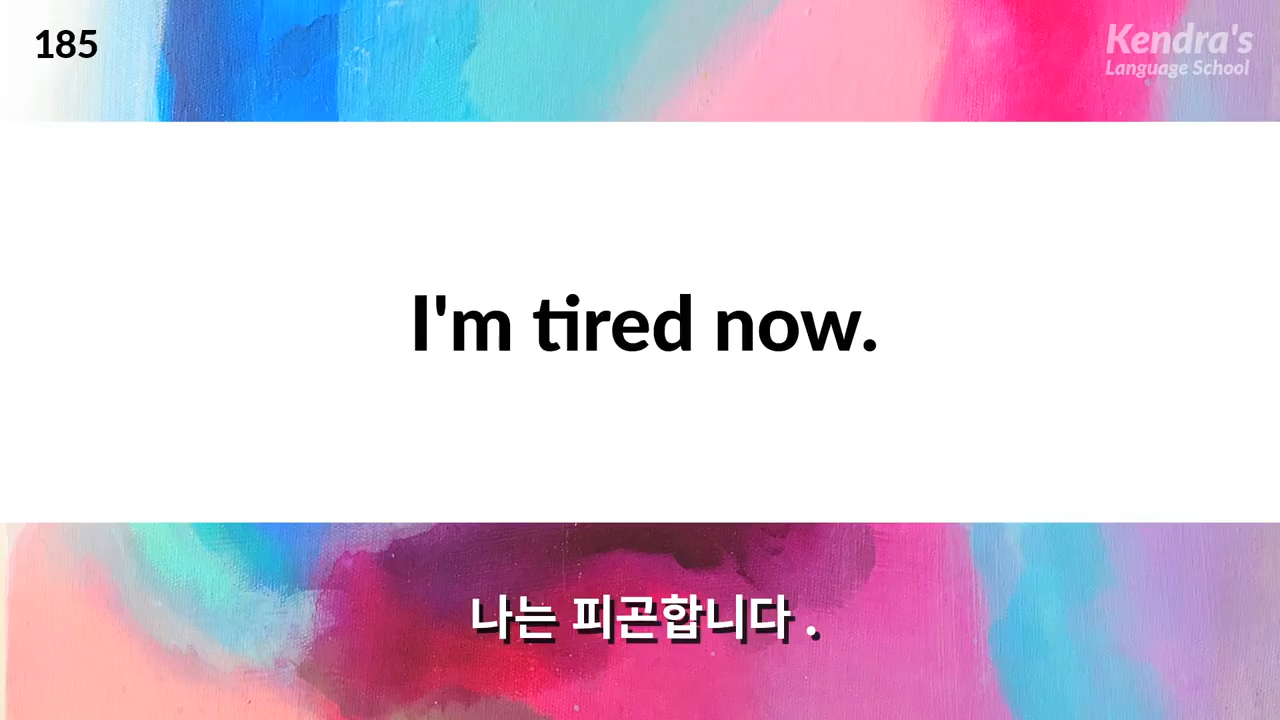 185
Kendra's
Language School
I'm tired now.
나는 피곤합니다 .